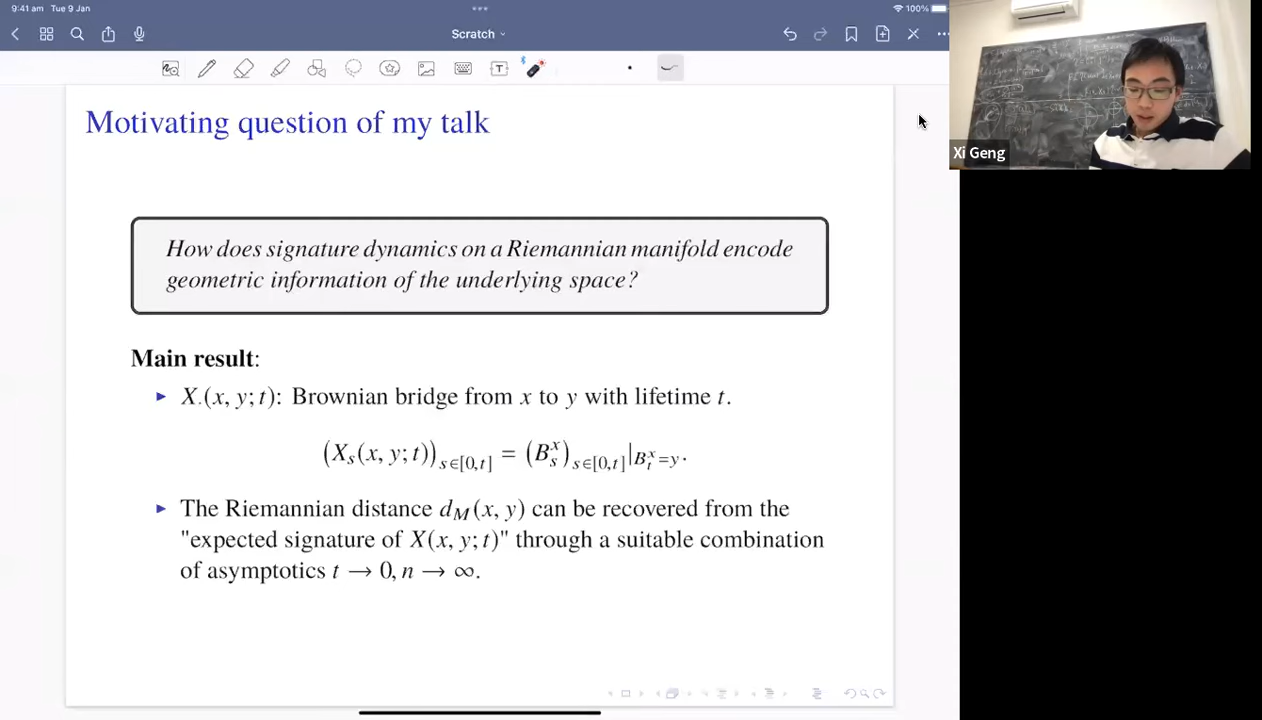 9:41 am Tue 9 Jan
100%
Scratch
Motivating question of my talk
How does signature dynamics on a Riemannian manifold encode
geometric information of the underlying space?
Main result:
► X.(x, y; t): Brownian bridge from x to y with lifetime t.
(X_s(x, y; t))_{s∈[0,t]} = (B_s^x)_{s∈[0,t]}|_{B_t^x=y}.
► The Riemannian distance d_M(x, y) can be recovered from the
"expected signature of X(x, y; t)" through a suitable combination
of asymptotics t → 0, n → ∞.
Xi Geng